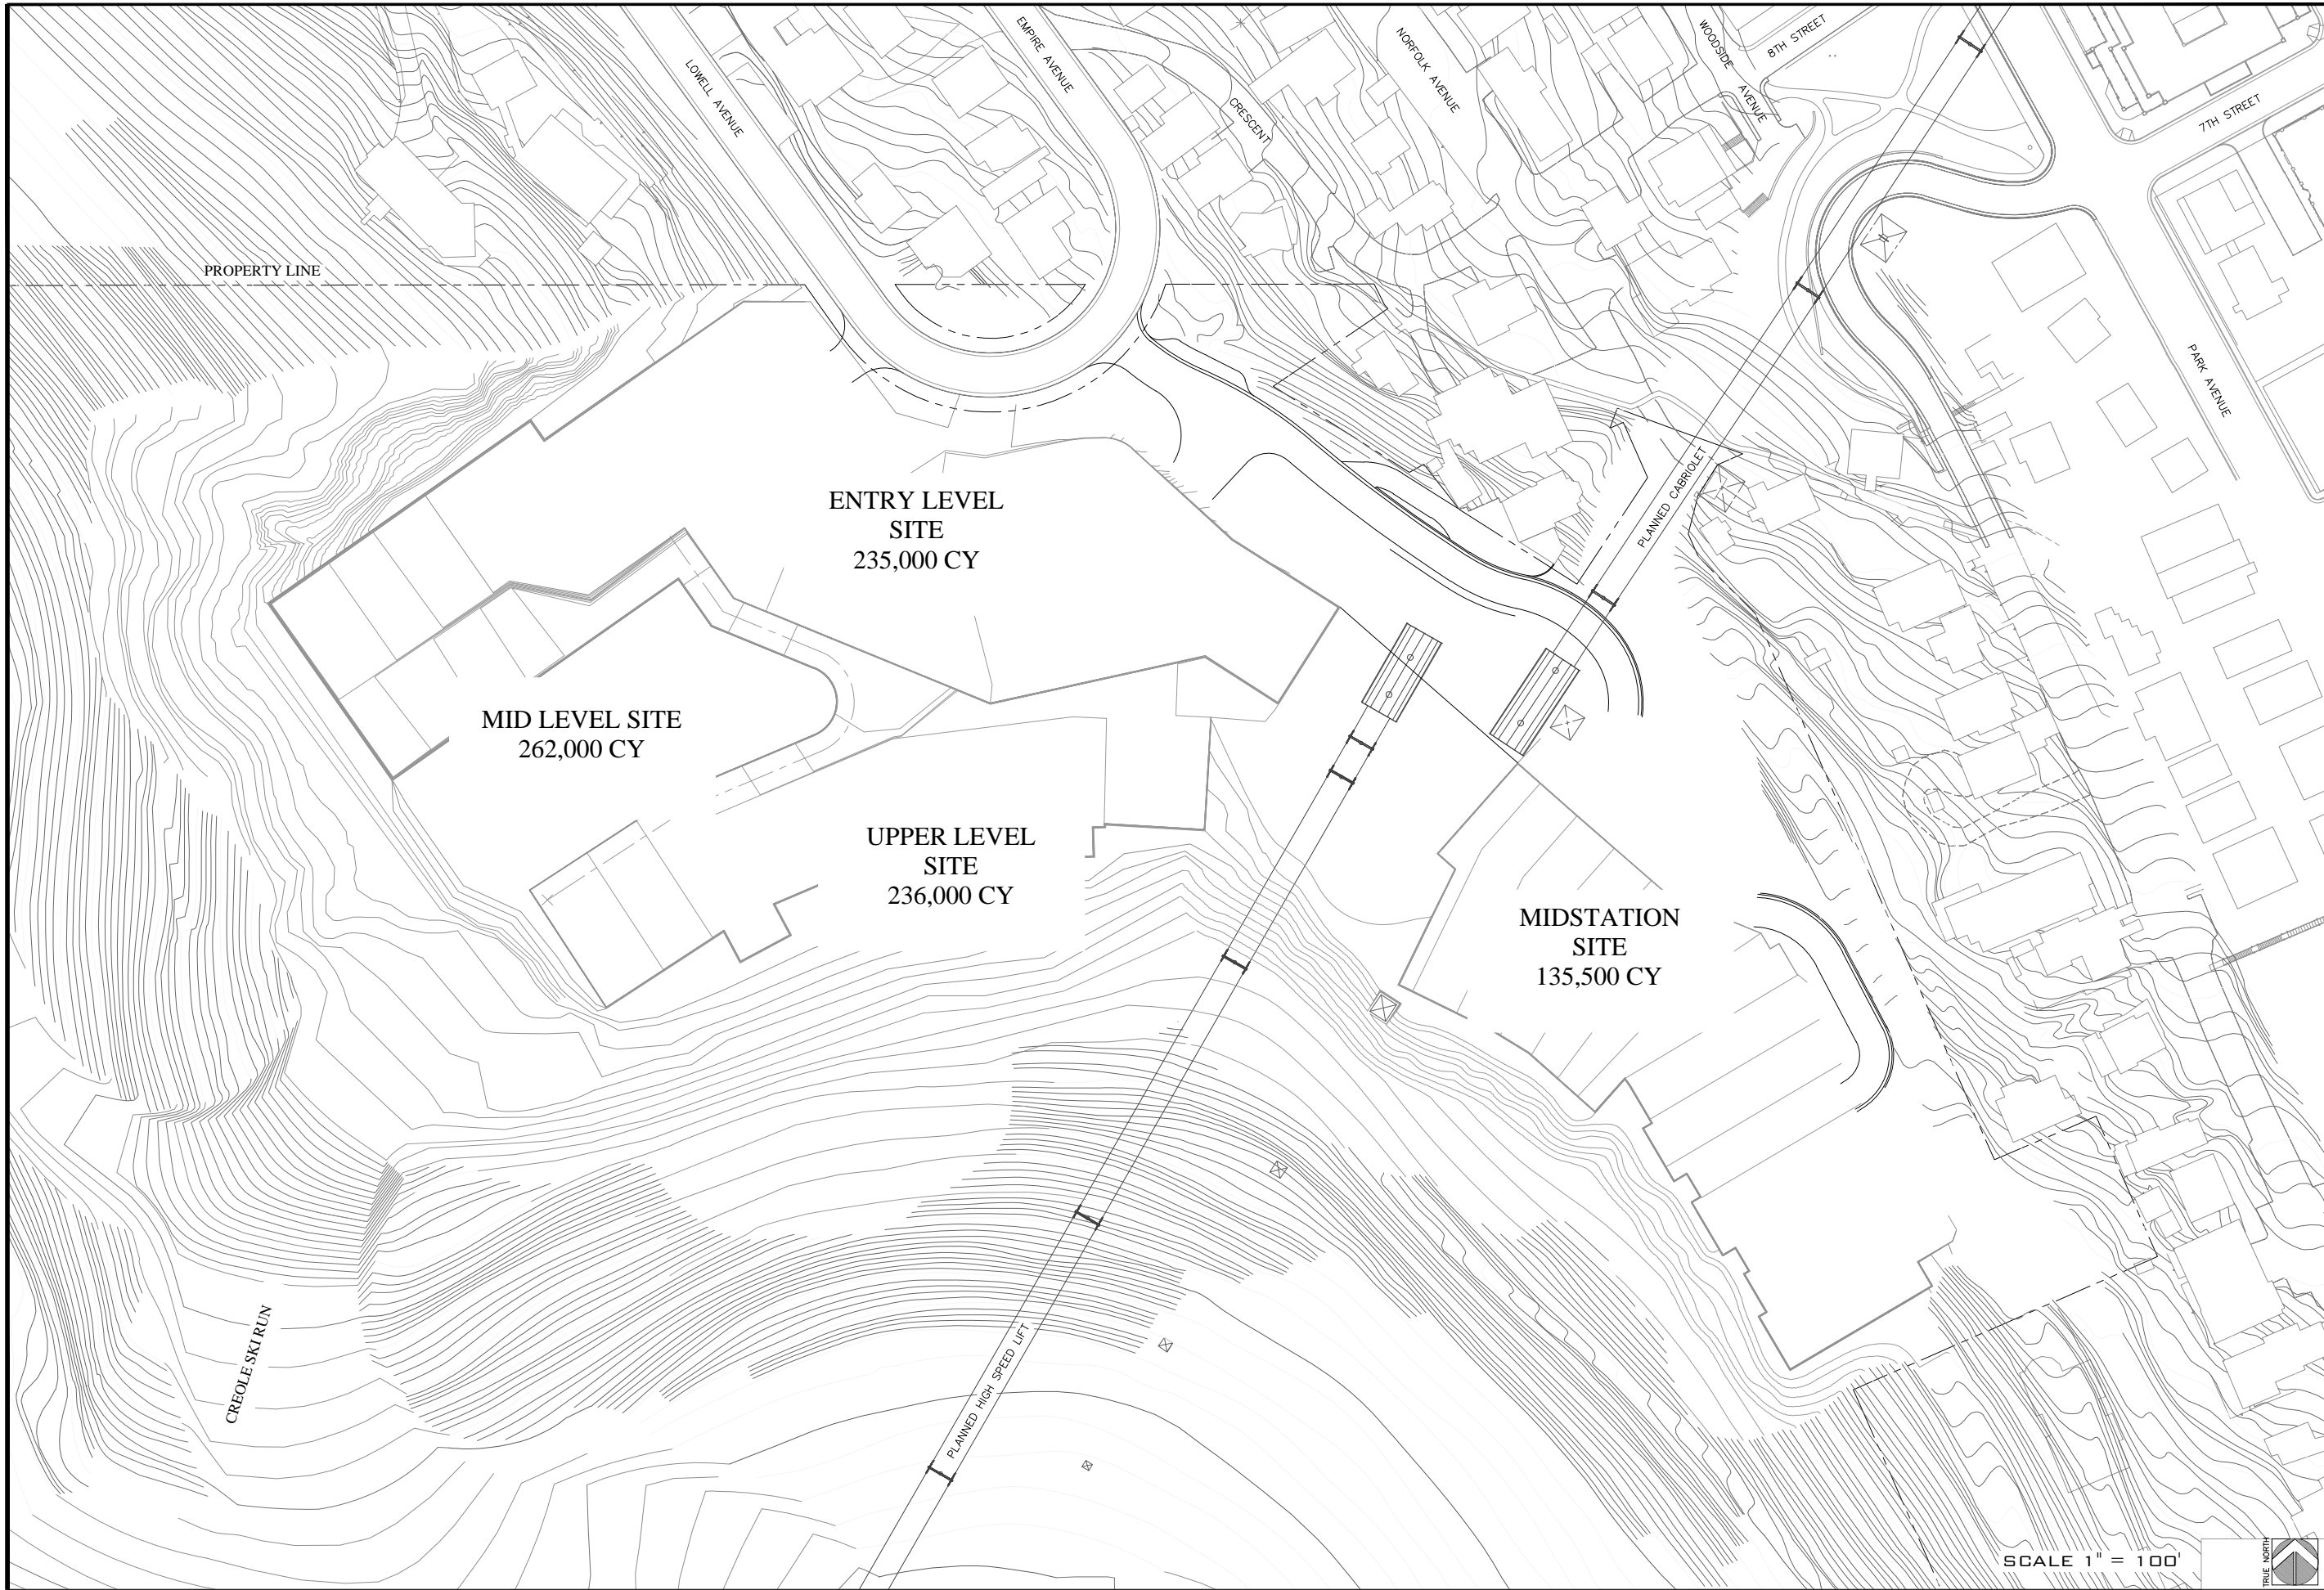 LOWELL AVENUE
EMPIRE AVENUE
CRESCENT
NORFOLK AVENUE
WOODSIDE
AVENUE
8TH STREET
7TH STREET
PARK AVENUE
PROPERTY LINE
PLANNED CABRIOLET
ENTRY LEVEL
SITE
235,000 CY
MID LEVEL SITE
262,000 CY
UPPER LEVEL
SITE
236,000 CY
MIDSTATION
SITE
135,500 CY
CREOLE SKI RUN
PLANNED HIGH SPEED LIFT
SCALE 1" = 100'
TRUE NORTH